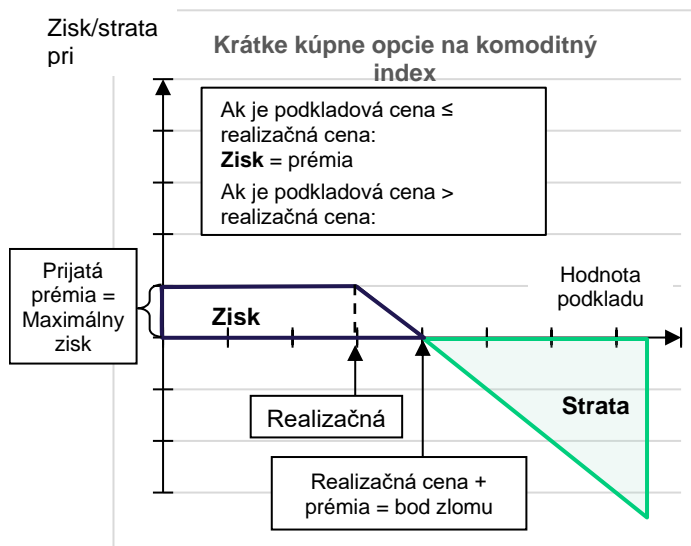 Zisk/strata
pri
Krátke kúpne opcie na komoditný
index
Ak je podkladová cena ≤
realizačná cena:
Zisk = prémia
Ak je podkladová cena >
realizačná cena:
Prijatá
prémia =
Maximálny
zisk
Zisk
Hodnota
podkladu
Strata
Realizačná
Realizačná cena +
prémia = bod zlomu